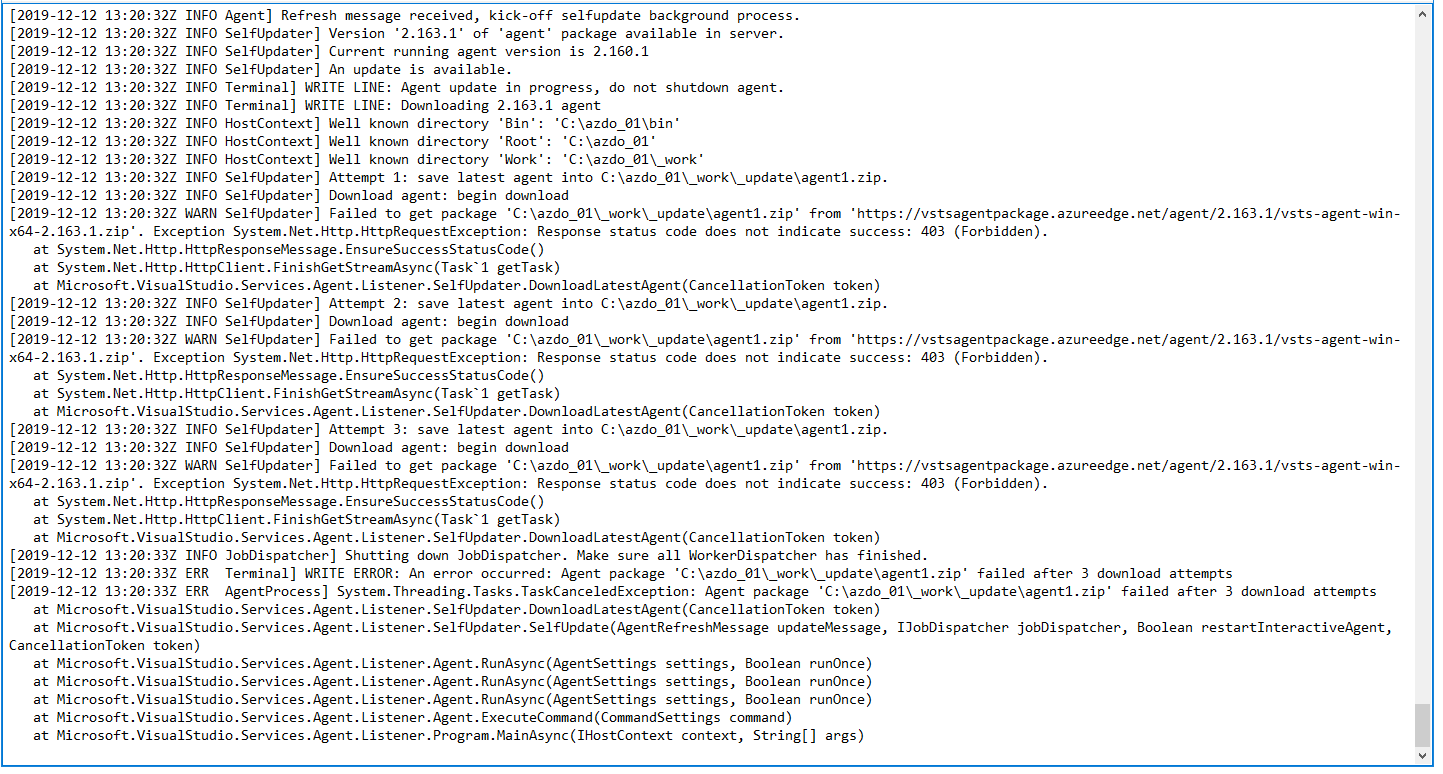 [2019-12-12 13:20:32Z INFO Agent] Refresh message received, kick-off selfupdate background process.
[2019-12-12 13:20:32Z INFO SelfUpdater] Version '2.163.1' of 'agent' package available in server.
[2019-12-12 13:20:32Z INFO SelfUpdater] Current running agent version is 2.160.1
[2019-12-12 13:20:32Z INFO SelfUpdater] An update is available.
[2019-12-12 13:20:32Z INFO Terminal] WRITE LINE: Agent update in progress, do not shutdown agent.
[2019-12-12 13:20:32Z INFO Terminal] WRITE LINE: Downloading 2.163.1 agent
[2019-12-12 13:20:32Z INFO HostContext] Well known directory 'Bin': 'C:\azdo_01\bin'
[2019-12-12 13:20:32Z INFO HostContext] Well known directory 'Root': 'C:\azdo_01'
[2019-12-12 13:20:32Z INFO HostContext] Well known directory 'Work': 'C:\azdo_01\_work'
[2019-12-12 13:20:32Z INFO SelfUpdater] Attempt 1: save latest agent into C:\azdo_01\_work\_update\agent1.zip.
[2019-12-12 13:20:32Z INFO SelfUpdater] Download agent: begin download
[2019-12-12 13:20:32Z WARN SelfUpdater] Failed to get package 'C:\azdo_01\_work\_update\agent1.zip' from 'https://vstsagentpackage.azureedge.net/agent/2.163.1/vsts-agent-win-
x64-2.163.1.zip'. Exception System.Net.Http.HttpRequestException: Response status code does not indicate success: 403 (Forbidden).
   at System.Net.Http.HttpResponseMessage.EnsureSuccessStatusCode()
   at System.Net.Http.HttpClient.FinishGetStreamAsync(Task`1 getTask)
   at Microsoft.VisualStudio.Services.Agent.Listener.SelfUpdater.DownloadLatestAgent(CancellationToken token)
[2019-12-12 13:20:32Z INFO SelfUpdater] Attempt 2: save latest agent into C:\azdo_01\_work\_update\agent1.zip.
[2019-12-12 13:20:32Z INFO SelfUpdater] Download agent: begin download
[2019-12-12 13:20:32Z WARN SelfUpdater] Failed to get package 'C:\azdo_01\_work\_update\agent1.zip' from 'https://vstsagentpackage.azureedge.net/agent/2.163.1/vsts-agent-win-
x64-2.163.1.zip'. Exception System.Net.Http.HttpRequestException: Response status code does not indicate success: 403 (Forbidden).
   at System.Net.Http.HttpResponseMessage.EnsureSuccessStatusCode()
   at System.Net.Http.HttpClient.FinishGetStreamAsync(Task`1 getTask)
   at Microsoft.VisualStudio.Services.Agent.Listener.SelfUpdater.DownloadLatestAgent(CancellationToken token)
[2019-12-12 13:20:32Z INFO SelfUpdater] Attempt 3: save latest agent into C:\azdo_01\_work\_update\agent1.zip.
[2019-12-12 13:20:32Z INFO SelfUpdater] Download agent: begin download
[2019-12-12 13:20:32Z WARN SelfUpdater] Failed to get package 'C:\azdo_01\_work\_update\agent1.zip' from 'https://vstsagentpackage.azureedge.net/agent/2.163.1/vsts-agent-win-
x64-2.163.1.zip'. Exception System.Net.Http.HttpRequestException: Response status code does not indicate success: 403 (Forbidden).
   at System.Net.Http.HttpResponseMessage.EnsureSuccessStatusCode()
   at System.Net.Http.HttpClient.FinishGetStreamAsync(Task`1 getTask)
   at Microsoft.VisualStudio.Services.Agent.Listener.SelfUpdater.DownloadLatestAgent(CancellationToken token)
[2019-12-12 13:20:33Z INFO JobDispatcher] Shutting down JobDispatcher. Make sure all WorkerDispatcher has finished.
[2019-12-12 13:20:33Z ERR  Terminal] WRITE ERROR: An error occurred: Agent package 'C:\azdo_01\_work\_update\agent1.zip' failed after 3 download attempts
[2019-12-12 13:20:33Z ERR  AgentProcess] System.Threading.Tasks.TaskCanceledException: Agent package 'C:\azdo_01\_work\_update\agent1.zip' failed after 3 download attempts
   at Microsoft.VisualStudio.Services.Agent.Listener.SelfUpdater.DownloadLatestAgent(CancellationToken token)
   at Microsoft.VisualStudio.Services.Agent.Listener.SelfUpdater.SelfUpdate(AgentRefreshMessage updateMessage, IJobDispatcher jobDispatcher, Boolean restartInteractiveAgent,
CancellationToken token)
   at Microsoft.VisualStudio.Services.Agent.Listener.Agent.RunAsync(AgentSettings settings, Boolean runOnce)
   at Microsoft.VisualStudio.Services.Agent.Listener.Agent.RunAsync(AgentSettings settings, Boolean runOnce)
   at Microsoft.VisualStudio.Services.Agent.Listener.Agent.RunAsync(AgentSettings settings, Boolean runOnce)
   at Microsoft.VisualStudio.Services.Agent.Listener.Agent.ExecuteCommand(CommandSettings command)
   at Microsoft.VisualStudio.Services.Agent.Listener.Program.MainAsync(IHostContext context, String[] args)